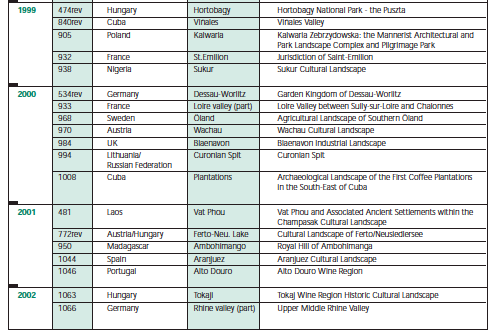 1999 474rev Hungary Hortobagy Hortobagy National Park - the Puszta
840rev Cuba Viñales Viñales Valley
905 Poland Kalwaria Kalwaria Zebrzydowska: the Mannerist Architectural and
Park Landscape Complex and Pilgrimage Park
932 France St.Emilion Jurisdiction of Saint-Emilion
938 Nigeria Sukur Sukur Cultural Landscape
2000 534rev Germany Dessau-Worlitz Garden Kingdom of Dessau-Worlitz
933 France Loire valley (part) Loire Valley between Sully-sur-Loire and Chalonnes
968 Sweden Öland Agricultural Landscape of Southern Öland
970 Austria Wachau Wachau Cultural Landscape
984 UK Blaenavon Blaenavon Industrial Landscape
994 Lithuania/ Curonian Spit Curonian Spit
Russian Federation
1008 Cuba Plantations Archaeological Landscape of the First Coffee Plantations
in the South-East of Cuba
2001 481 Laos Vat Phou Vat Phou and Associated Ancient Settlements within the
Champasak Cultural Landscape
772rev Austria/Hungary Ferto-Neu. Lake Cultural Landscape of Ferto/Neusiedlersee
950 Madagascar Ambohimango Royal Hill of Ambohimanga
1044 Spain Aranjuez Aranjuez Cultural Landscape
1046 Portugal Alto Douro Alto Douro Wine Region
2002 1063 Hungary Tokaji Tokaj Wine Region Historic Cultural Landscape
1066 Germany Rhine valley (part) Upper Middle Rhine Valley